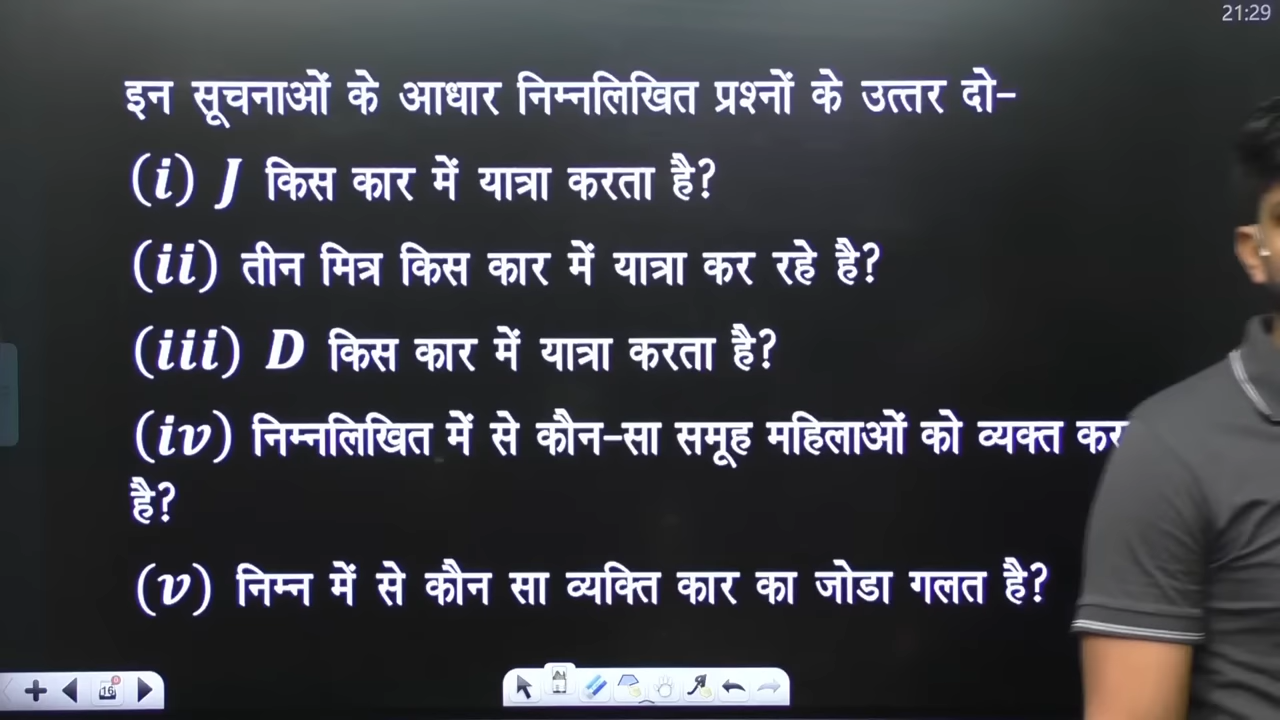 21:29
इन सूचनाओं के आधार निम्नलिखित प्रश्नों के उत्तर दो-
(i) J किस कार में यात्रा करता है?
(ii) तीन मित्र किस कार में यात्रा कर रहे है?
(iii) D किस कार में यात्रा करता है?
(iv) निम्नलिखित में से कौन-सा समूह महिलाओं को व्यक्त
है?
(v) निम्न में से कौन सा व्यक्ति कार का जोडा गलत है?
16